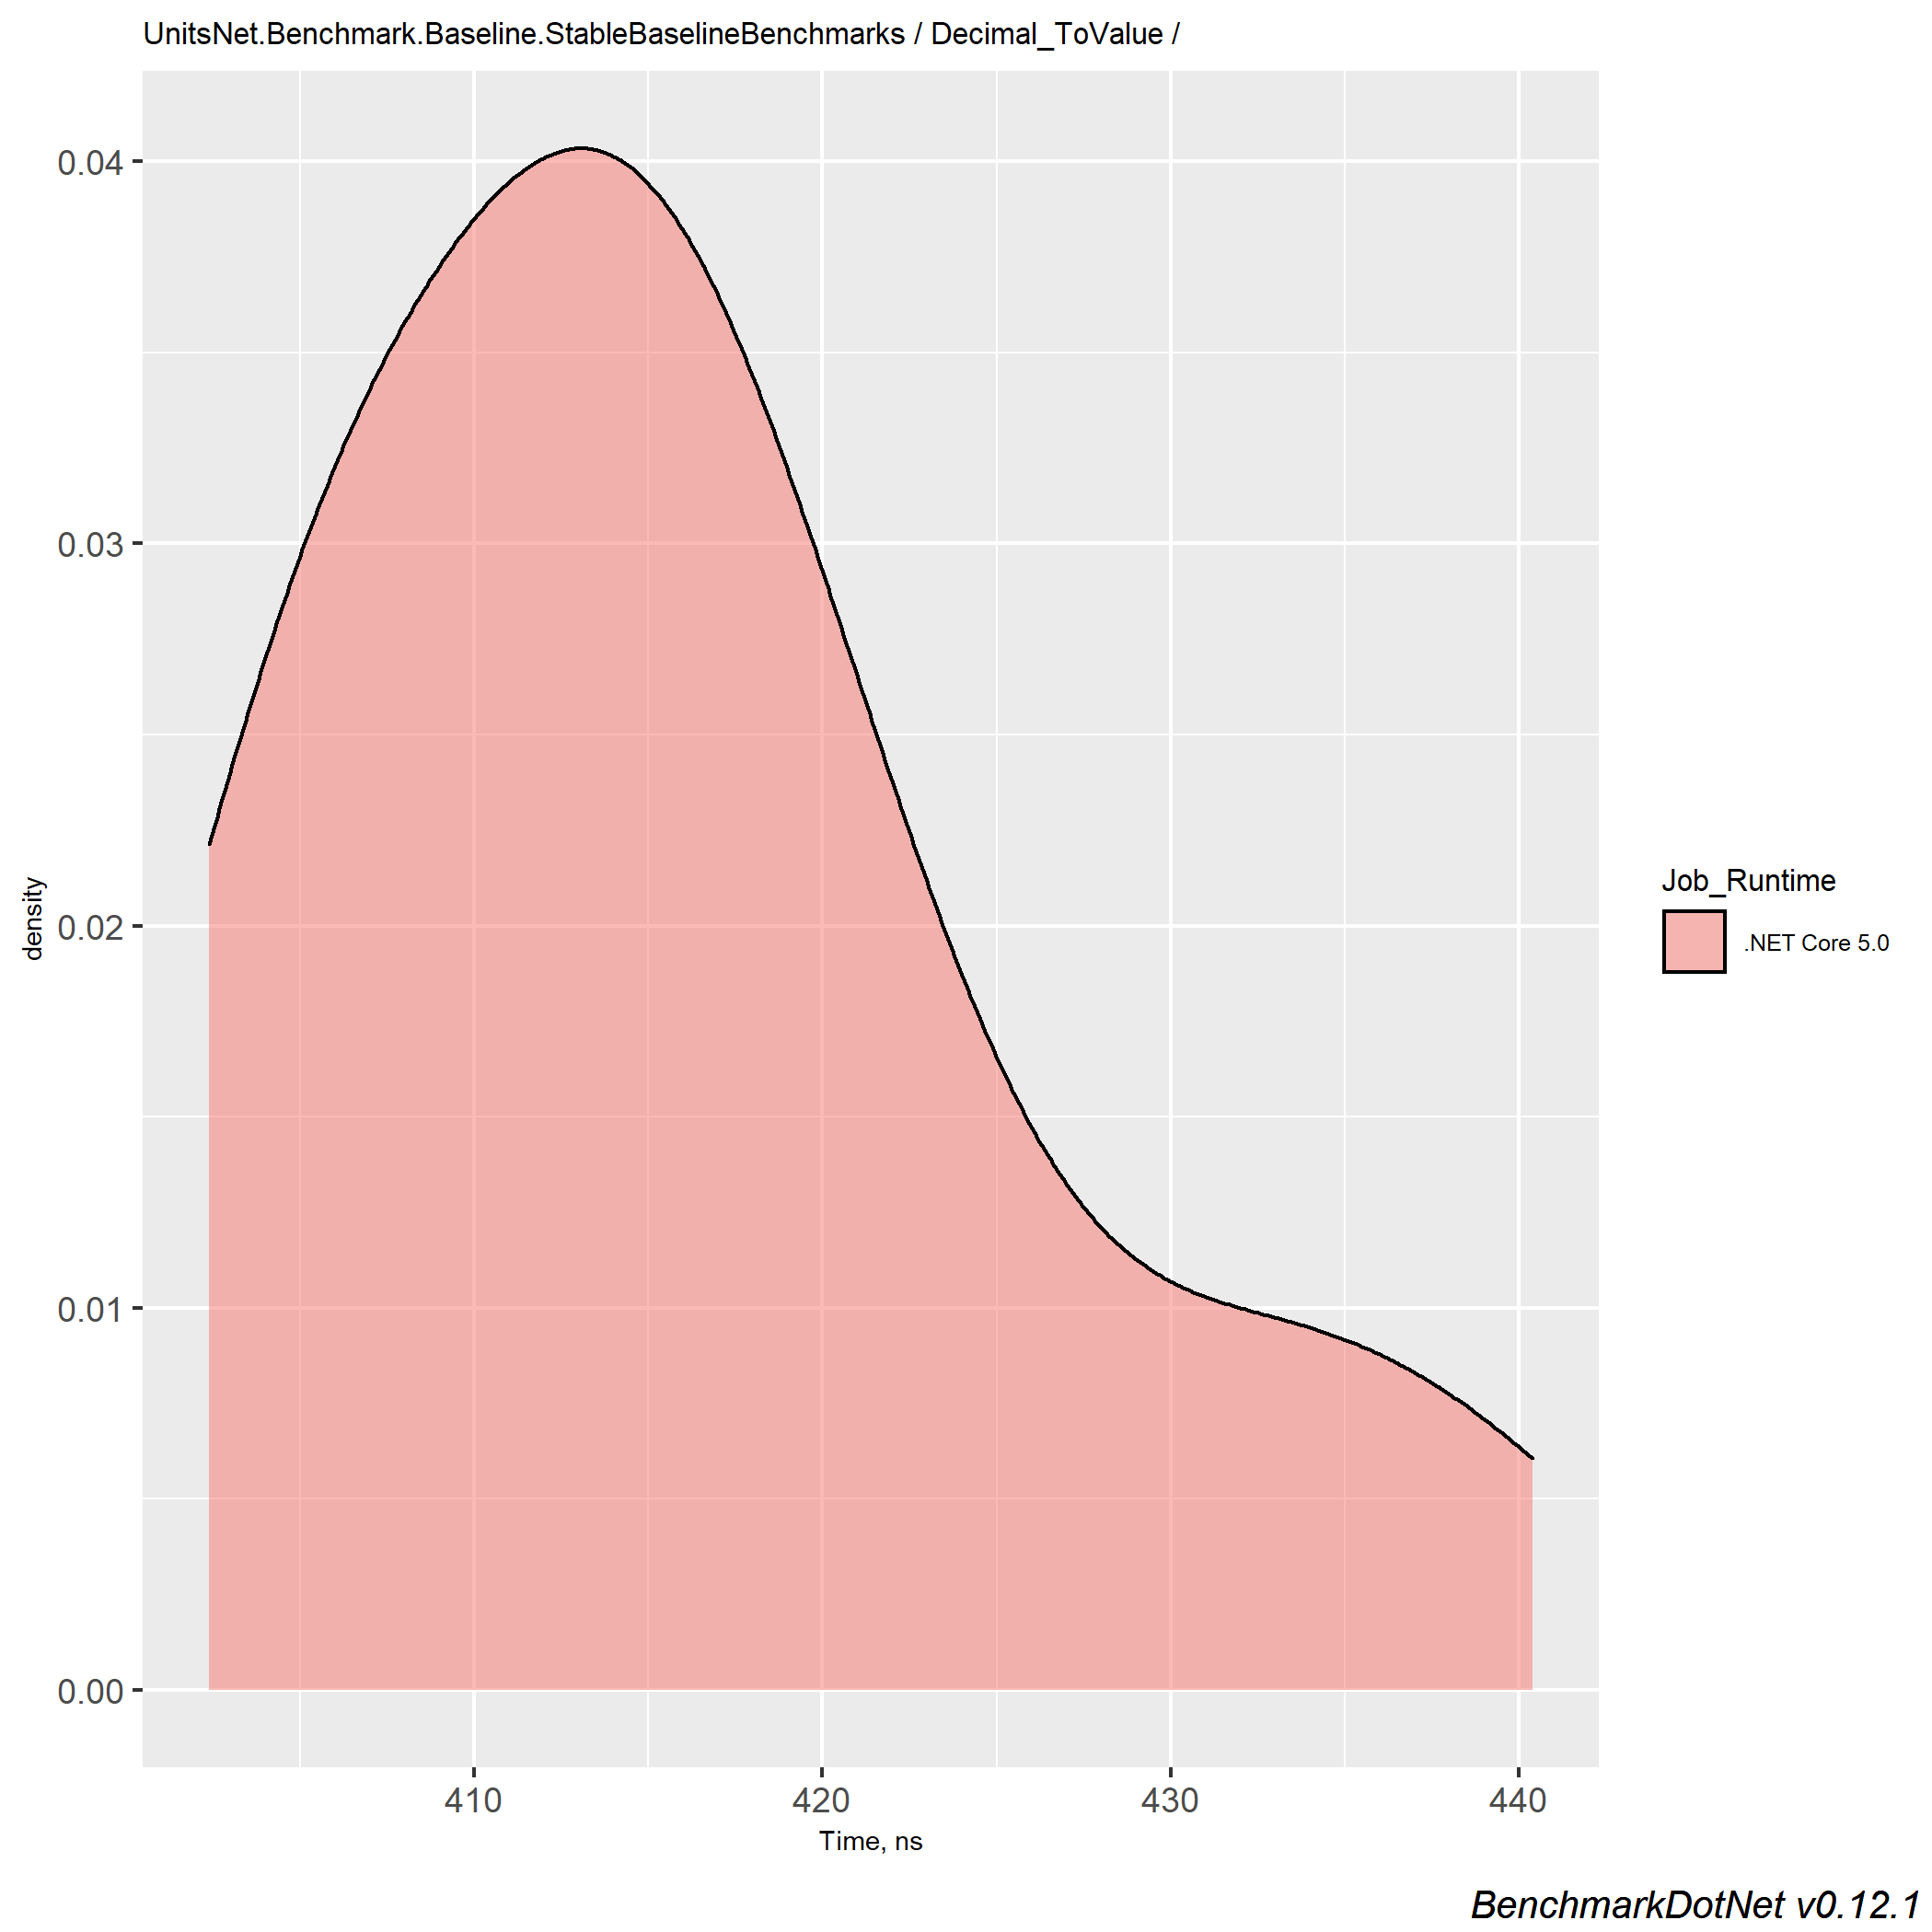 UnitsNet.Benchmark.Baseline.StableBaselineBenchmarks / Decimal_ToValue /
0.04
0.03
0.02
0.01
0.00
density
410 420 430 440
Time, ns
Job_Runtime
.NET Core 5.0
BenchmarkDotNet v0.12.1